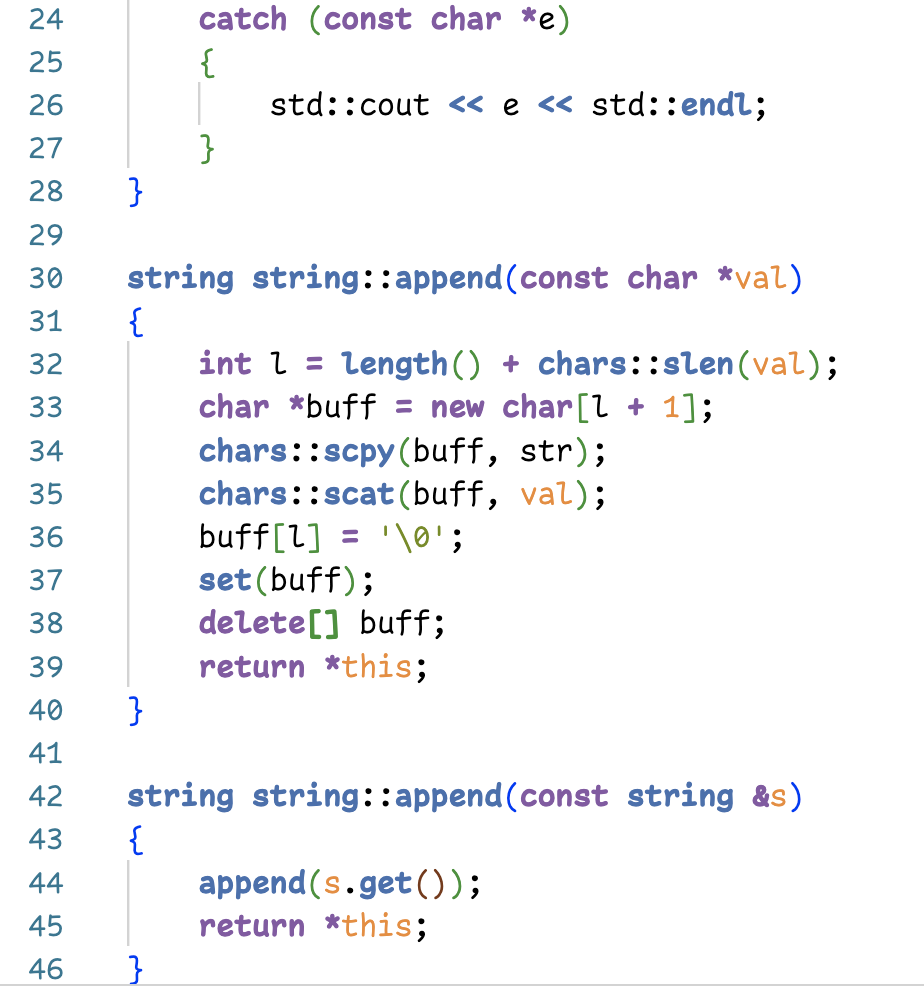 24 catch (const char *e)
25 {
26 std::cout << e << std::endl;
27 }
28 }
29
30 string string::append(const char *val)
31 {
32 int l = length() + chars::slen(val);
33 char *buff = new char[l + 1];
34 chars::scpy(buff, str);
35 chars::scat(buff, val);
36 buff[l] = '\0';
37 set(buff);
38 delete[] buff;
39 return *this;
40 }
41
42 string string::append(const string &s)
43 {
44 append(s.get());
45 return *this;
46 }